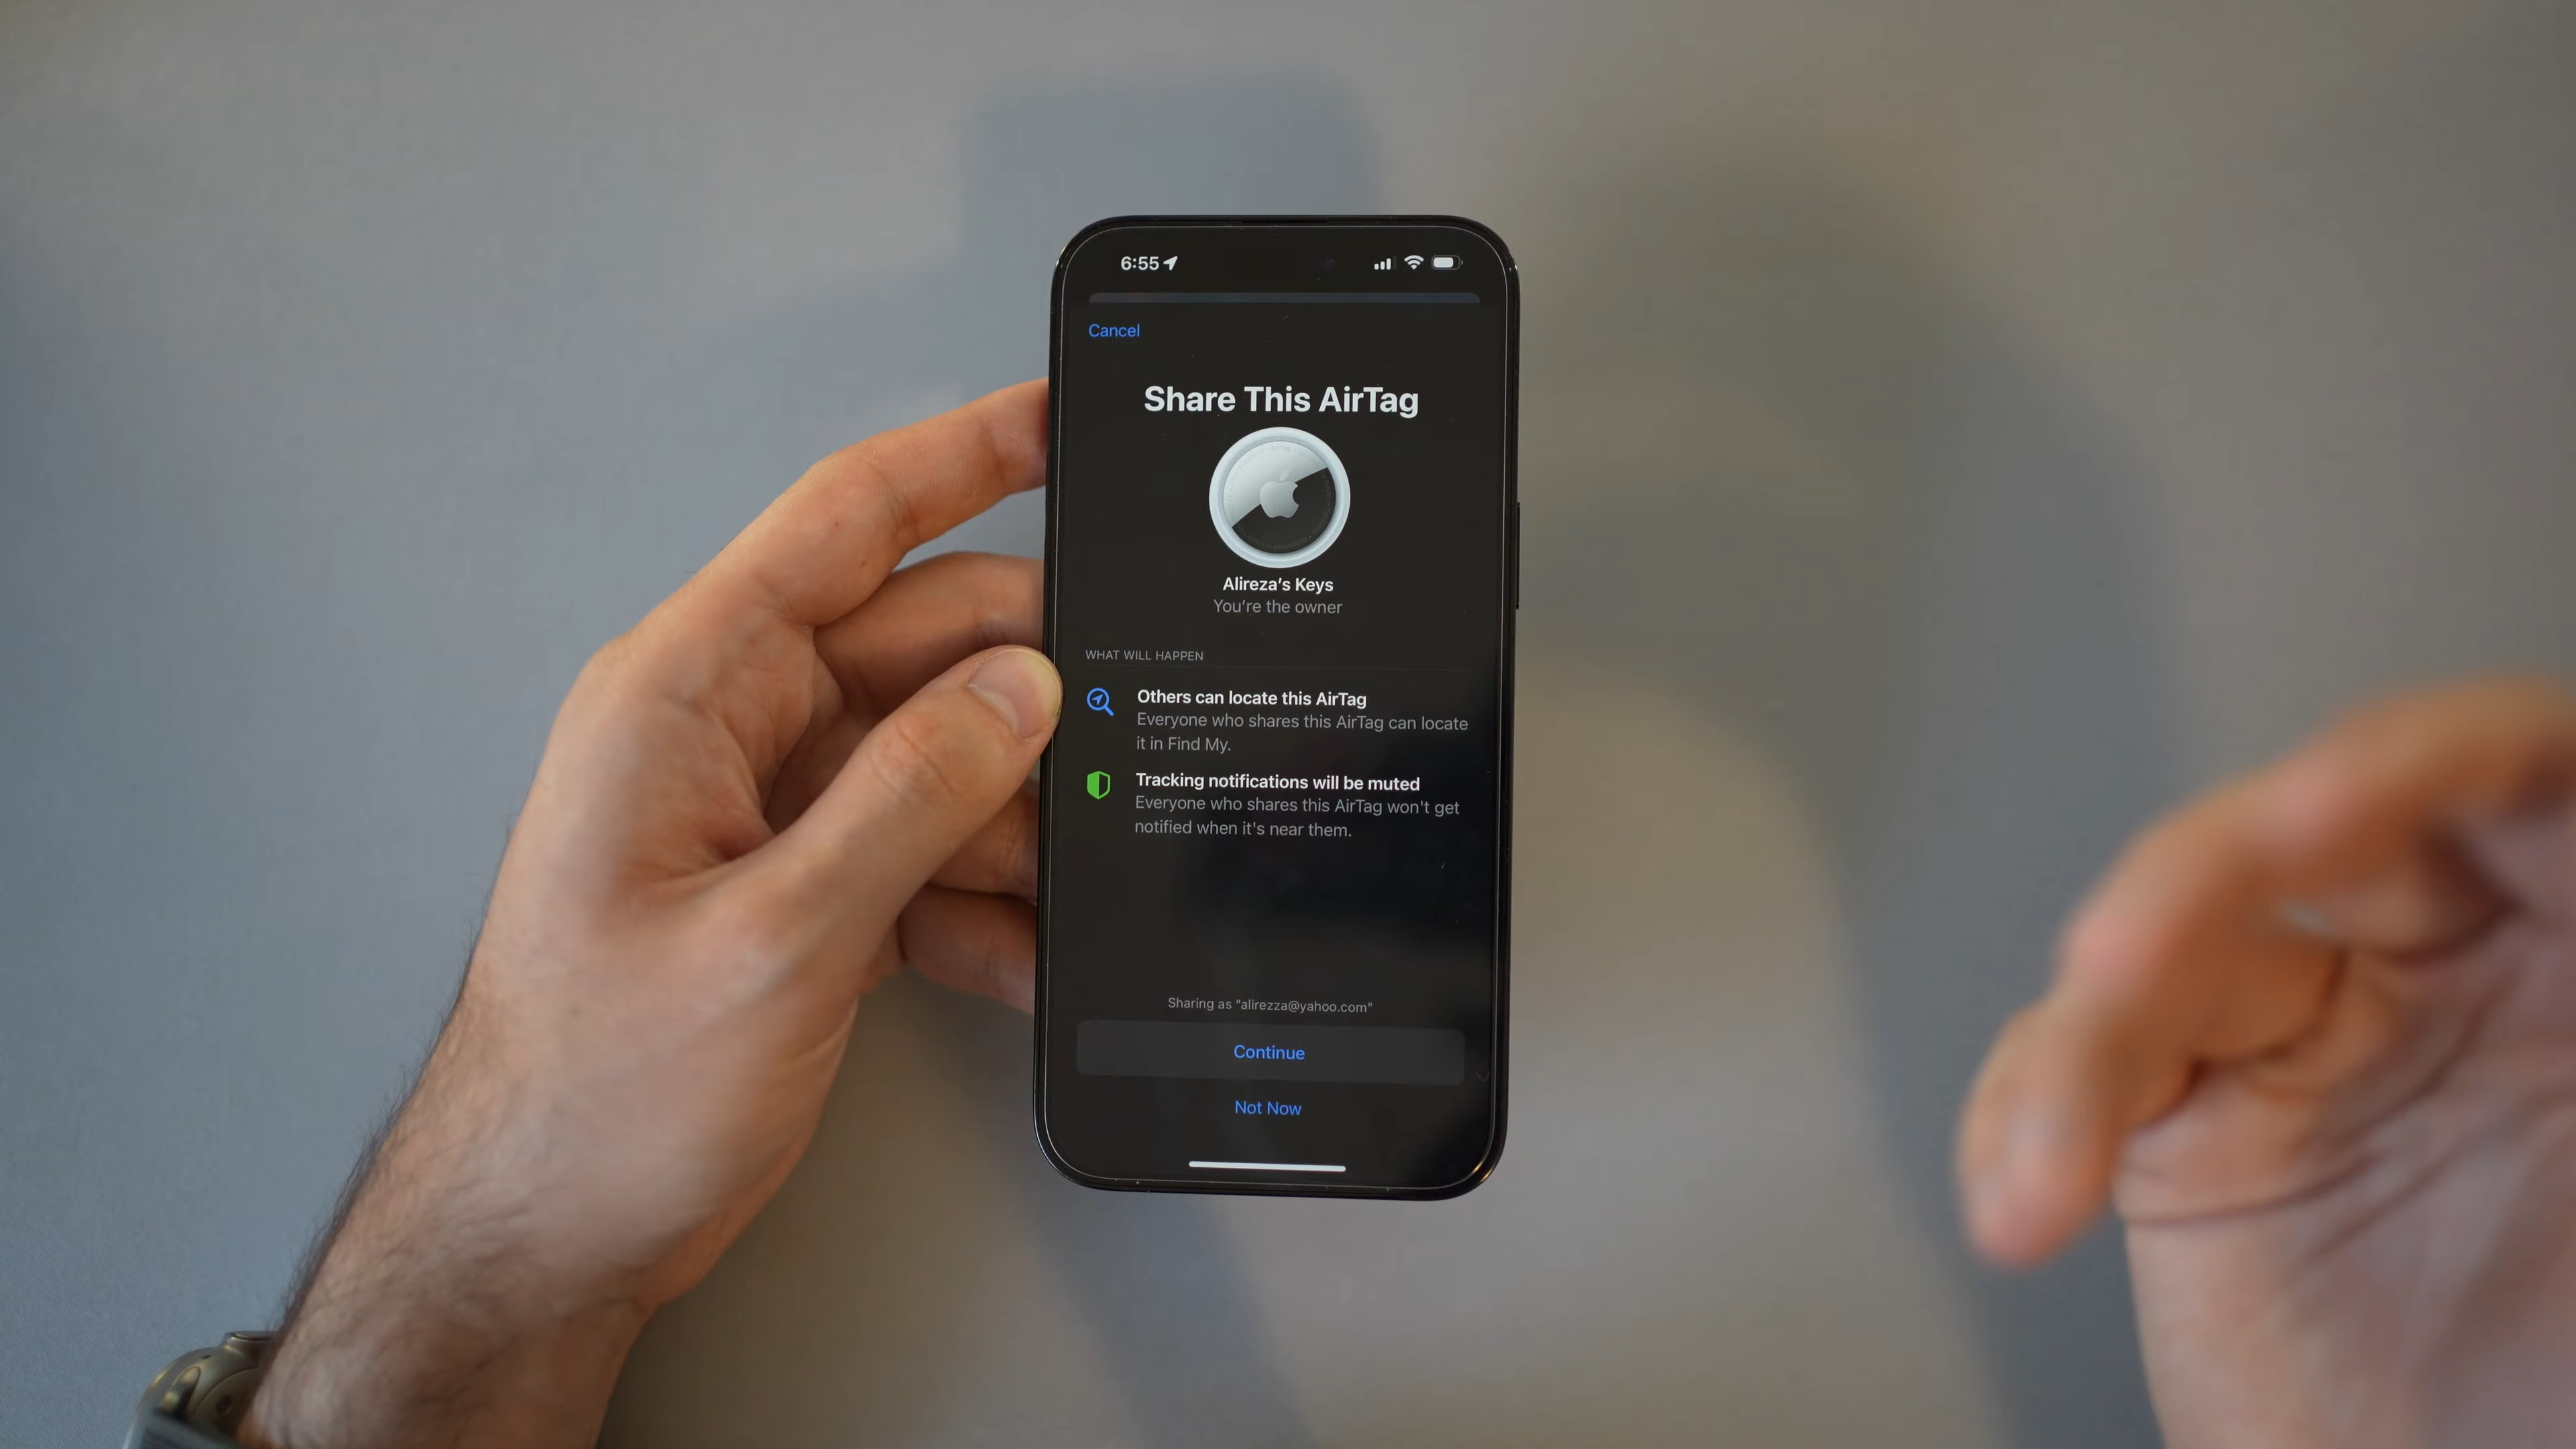 6:55
Cancel
Share This AirTag
Alireza's Keys
You're the owner
WHAT WILL HAPPEN
Others can locate this AirTag
Everyone who shares this AirTag can locate
it in Find My.
Tracking notifications will be muted
Everyone who shares this AirTag won't get
notified when it's near them.
Sharing as "alirezza@yahoo.com"
Continue
Not Now